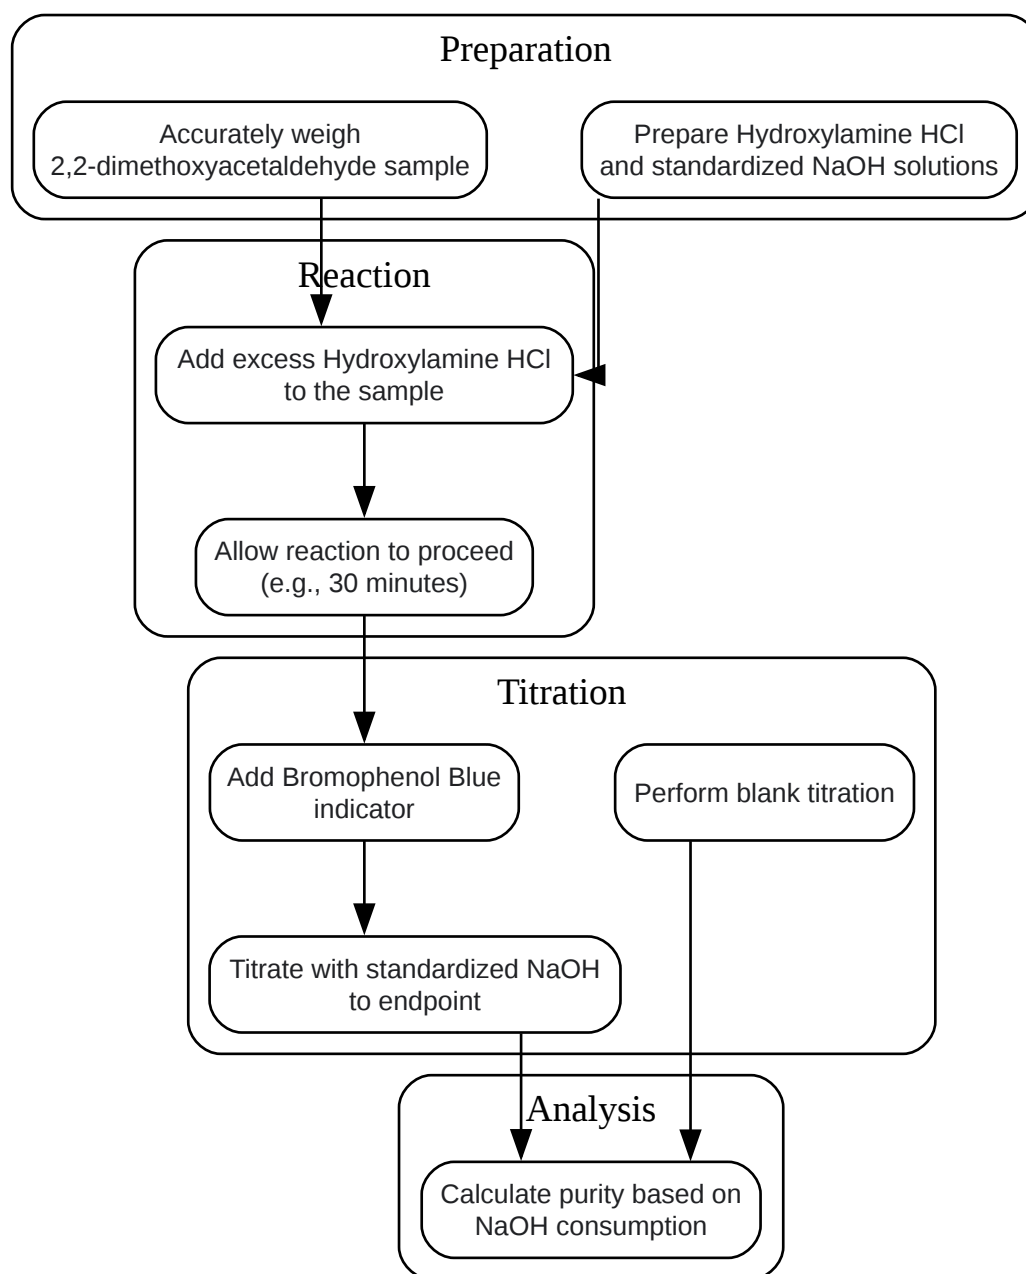 Preparation
Accurately weigh
2,2-dimethoxyacetaldehyde sample
Prepare Hydroxylamine HCl
and standardized NaOH solutions
Reaction
Add excess Hydroxylamine HCl
to the sample
Allow reaction to proceed
(e.g., 30 minutes)
Titration
Add Bromophenol Blue
indicator
Perform blank titration
Titrate with standardized NaOH
to endpoint
Analysis
Calculate purity based on
NaOH consumption